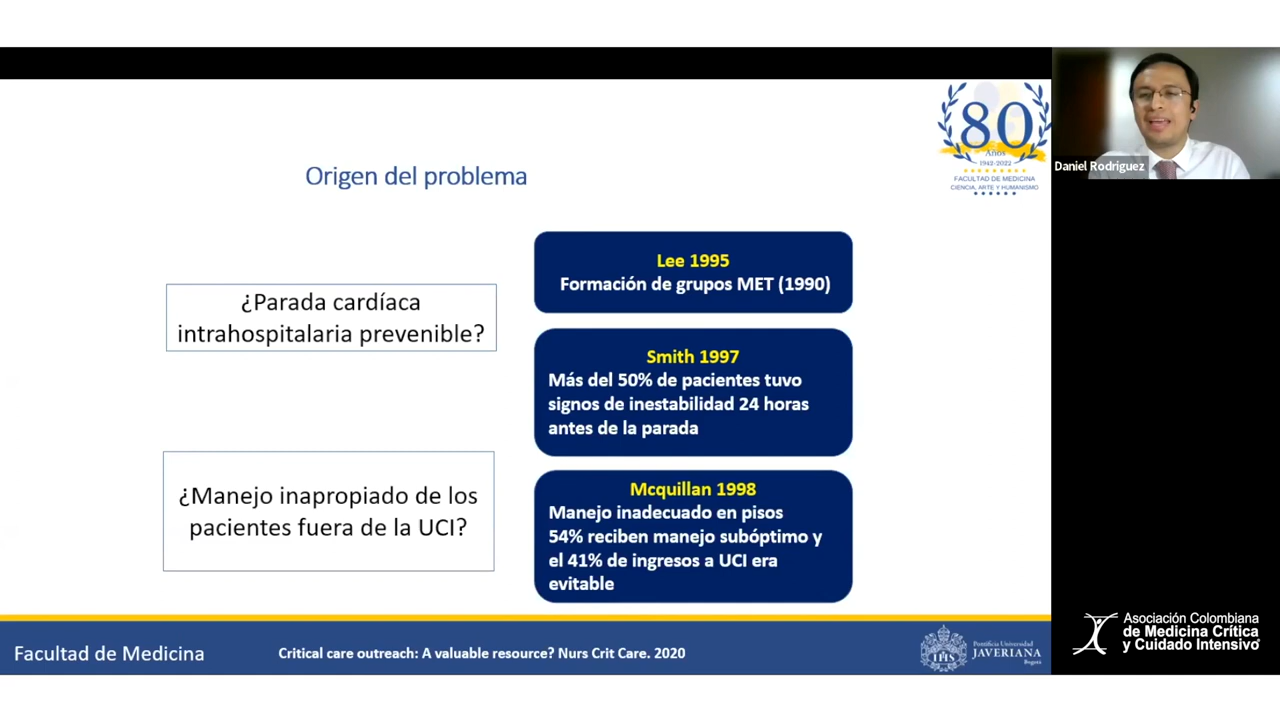 80
Años
1942-2022
FACULTAD DE MEDICINA
CIENCIA, ARTE Y HUMANISMO
Daniel Rodriguez
Origen del problema
¿Parada cardíaca
intrahospitalaria prevenible?
Lee 1995
Formación de grupos MET (1990)
Smith 1997
Más del 50% de pacientes tuvo
signos de inestabilidad 24 horas
antes de la parada
¿Manejo inapropiado de los
pacientes fuera de la UCI?
Mcquillan 1998
Manejo inadecuado en pisos
54% reciben manejo subóptimo y
el 41% de ingresos a UCI era
evitable
Facultad de Medicina
Critical care outreach: A valuable resource? Nurs Crit Care. 2020
IHS
Pontificia Universidad
JAVERIANA
Bogotá
Asociación Colombiana
de Medicina Crítica
y Cuidado Intensivo